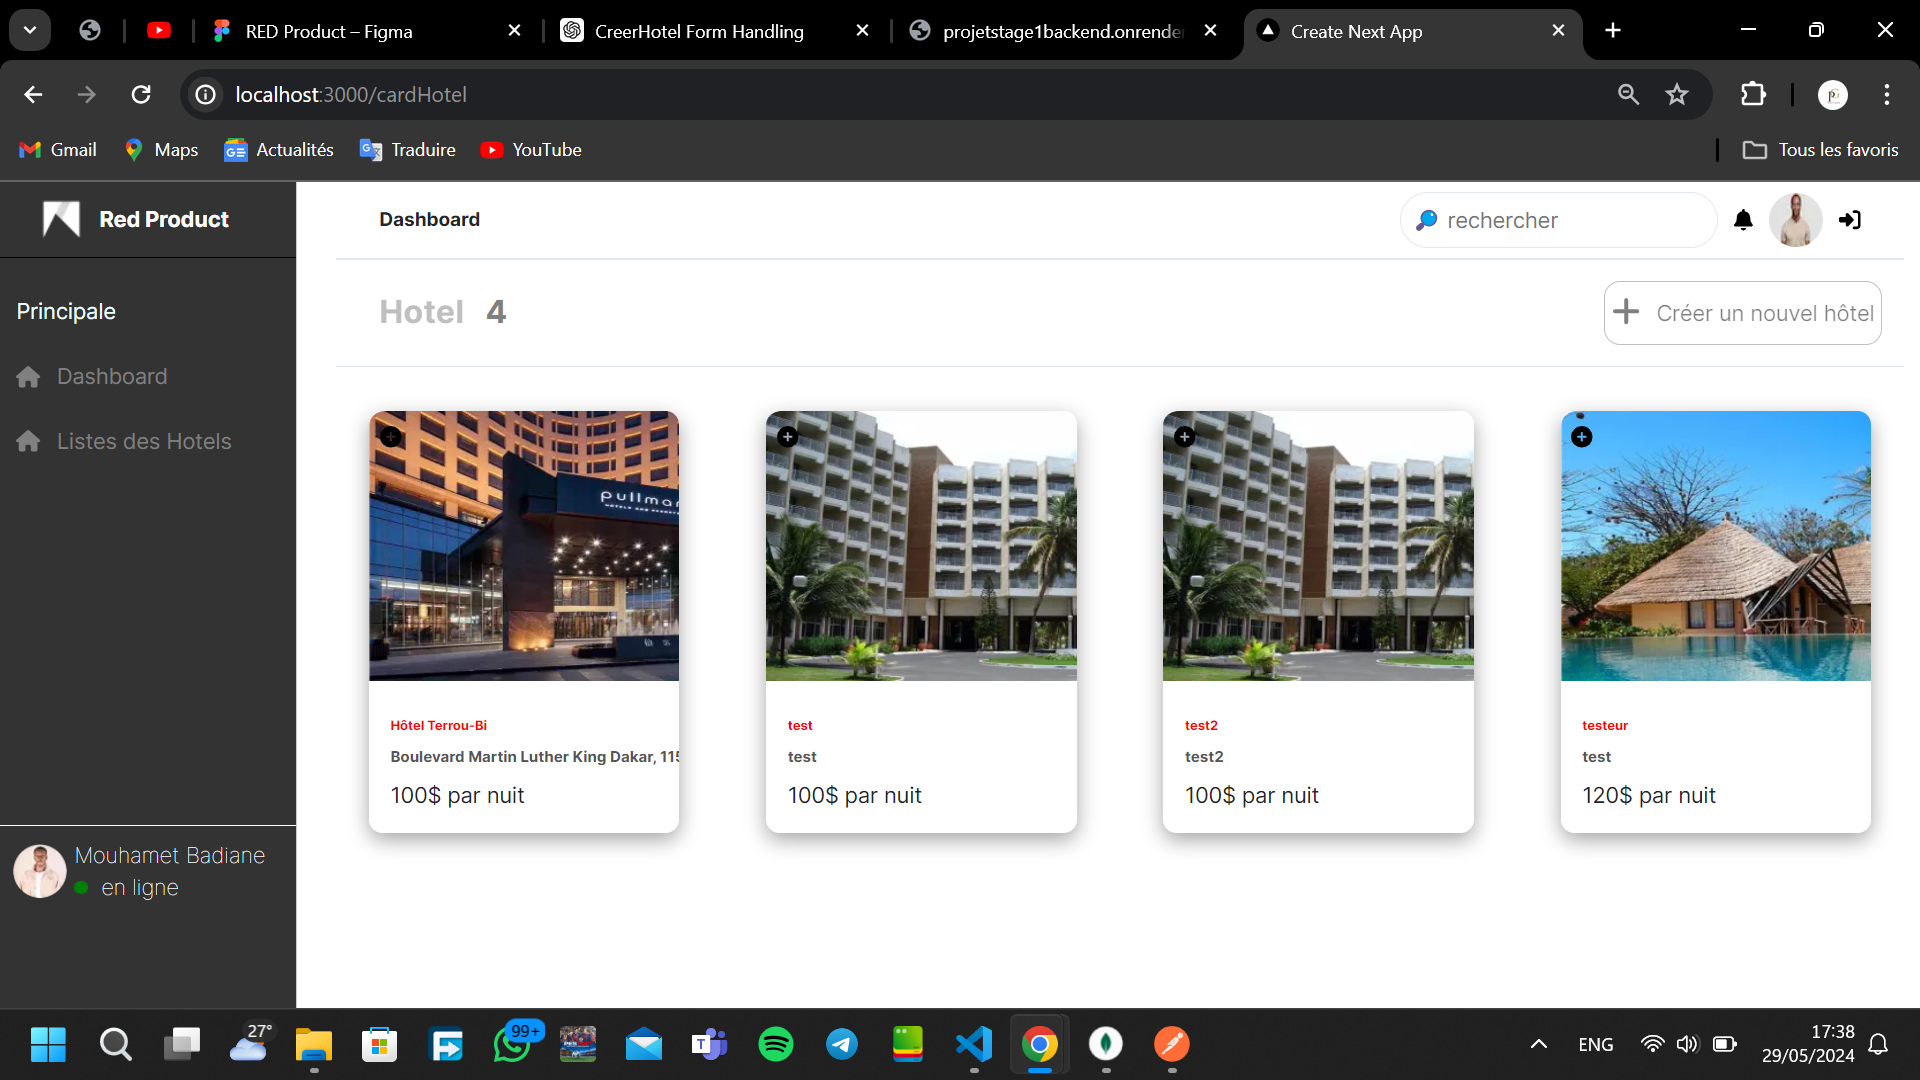 RED Product – Figma
CreerHotel Form Handling
projetstage1backend.onrender
Create Next App
localhost:3000/cardHotel
Gmail
Maps
Actualités
Traduire
YouTube
Tous les favoris
Red Product
Dashboard
rechercher
Principale
Hotel 4
Créer un nouvel hôtel
Dashboard
Listes des Hotels
pullma
Hôtel Terrou-Bi
Boulevard Martin Luther King Dakar, 115
100$ par nuit
test
test
100$ par nuit
test2
test2
100$ par nuit
testeur
test
120$ par nuit
Mouhamet Badiane
en ligne
27°
99+
ENG
17:38
29/05/2024